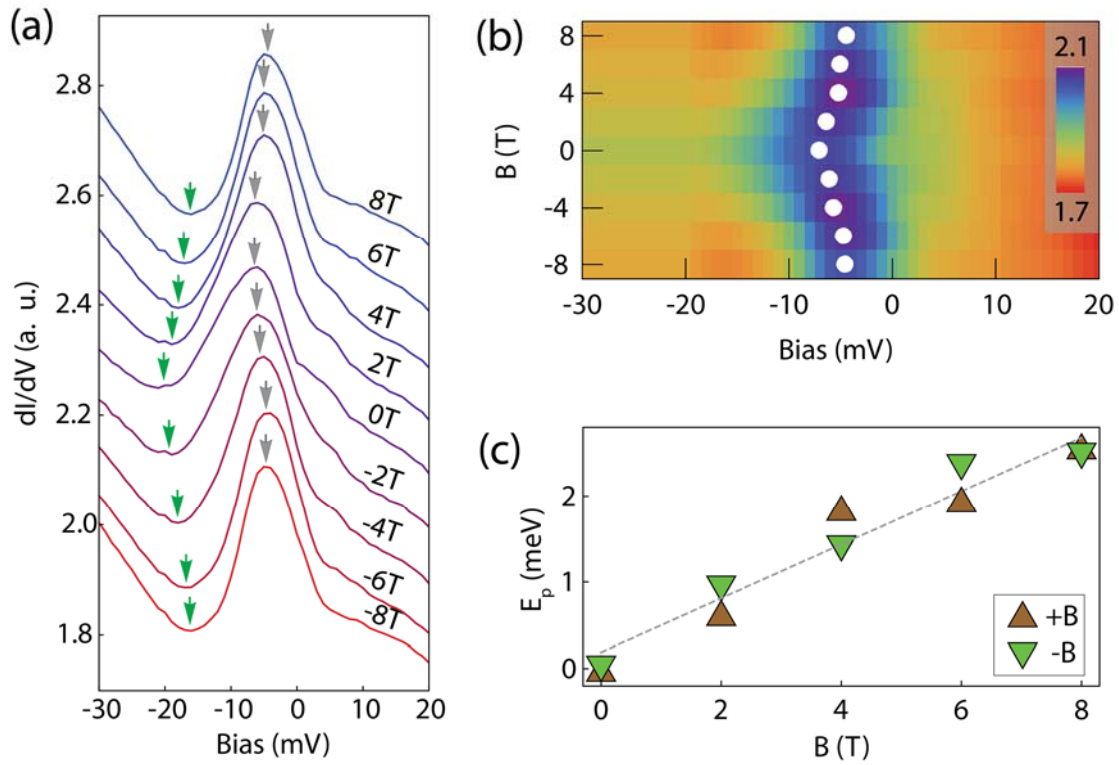 (a)
dI/dV (a. u.)
2.8
2.6
2.4
2.2
2.0
1.8
8T
6T
4T
2T
0T
-2T
-4T
-6T
-8T
-30 -20 -10 0 10 20
Bias (mV)
(b)
B (T)
8
4
0
-4
-8
2.1
1.7
-30 -20 -10 0 10 20
Bias (mV)
(c)
Ep (meV)
2
1
0
+B
-B
0 2 4 6 8
B (T)